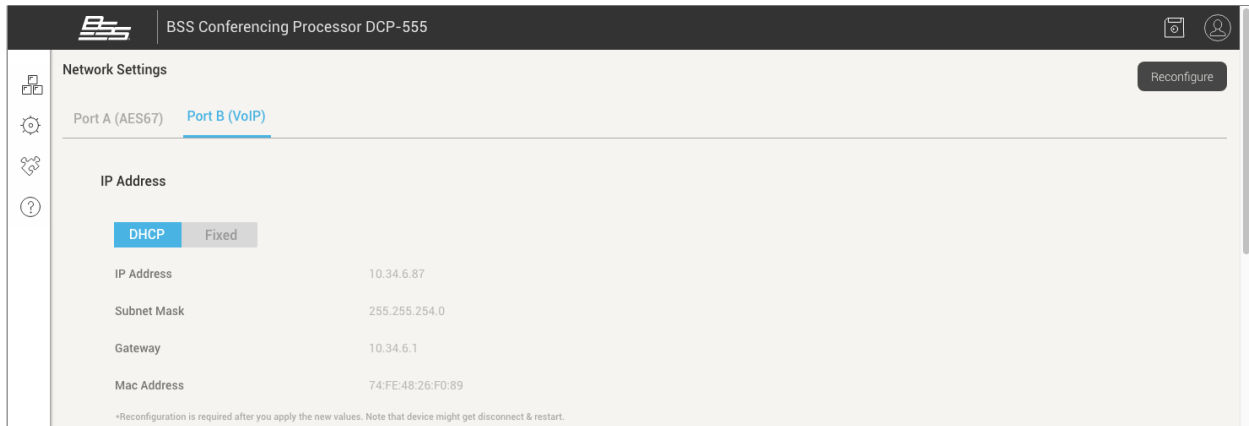 BSS
BSS Conferencing Processor DCP-555
Network Settings
Reconfigure
Port A (AES67) Port B (VoIP)
IP Address
DHCP Fixed
IP Address 10.34.6.87
Subnet Mask 255.255.254.0
Gateway 10.34.6.1
Mac Address 74:FE:48:26:F0:89
*Reconfiguration is required after you apply the new values. Note that device might get disconnect & restart.